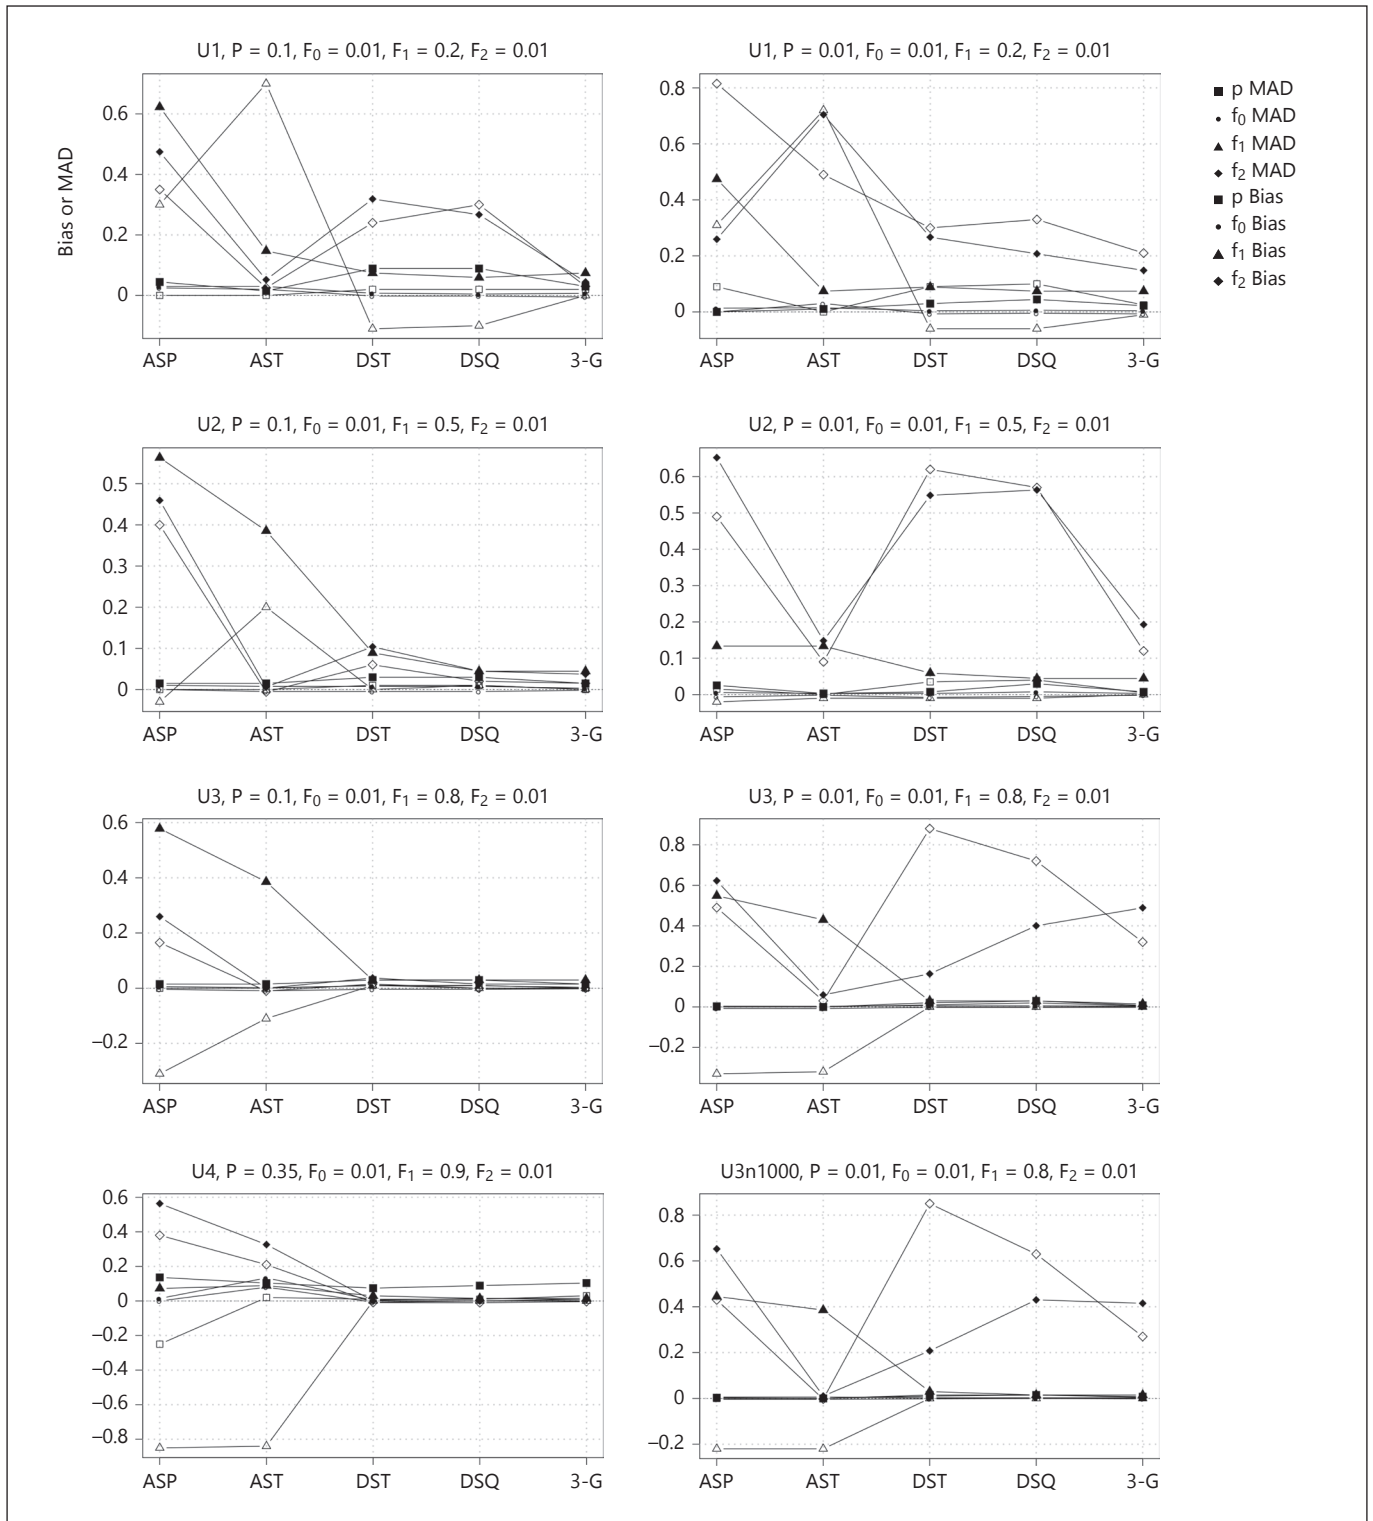 U1, P = 0.1, F0 = 0.01, F1 = 0.2, F2 = 0.01
Bias or MAD
0.6
0.4
0.2
0
ASP AST DST DSQ 3-G
U1, P = 0.01, F0 = 0.01, F1 = 0.2, F2 = 0.01
0.8
0.6
0.4
0.2
0
ASP AST DST DSQ 3-G
p MAD
f0 MAD
f1 MAD
f2 MAD
p Bias
f0 Bias
f1 Bias
f2 Bias
U2, P = 0.1, F0 = 0.01, F1 = 0.5, F2 = 0.01
0.5
0.4
0.3
0.2
0.1
0
ASP AST DST DSQ 3-G
U2, P = 0.01, F0 = 0.01, F1 = 0.5, F2 = 0.01
0.6
0.5
0.4
0.3
0.2
0.1
0
ASP AST DST DSQ 3-G
U3, P = 0.1, F0 = 0.01, F1 = 0.8, F2 = 0.01
0.6
0.4
0.2
0
−0.2
ASP AST DST DSQ 3-G
U3, P = 0.01, F0 = 0.01, F1 = 0.8, F2 = 0.01
0.8
0.6
0.4
0.2
0
−0.2
ASP AST DST DSQ 3-G
U4, P = 0.35, F0 = 0.01, F1 = 0.9, F2 = 0.01
0.6
0.4
0.2
0
−0.2
−0.4
−0.6
−0.8
ASP AST DST DSQ 3-G
U3n1000, P = 0.01, F0 = 0.01, F1 = 0.8, F2 = 0.01
0.8
0.6
0.4
0.2
0
−0.2
ASP AST DST DSQ 3-G